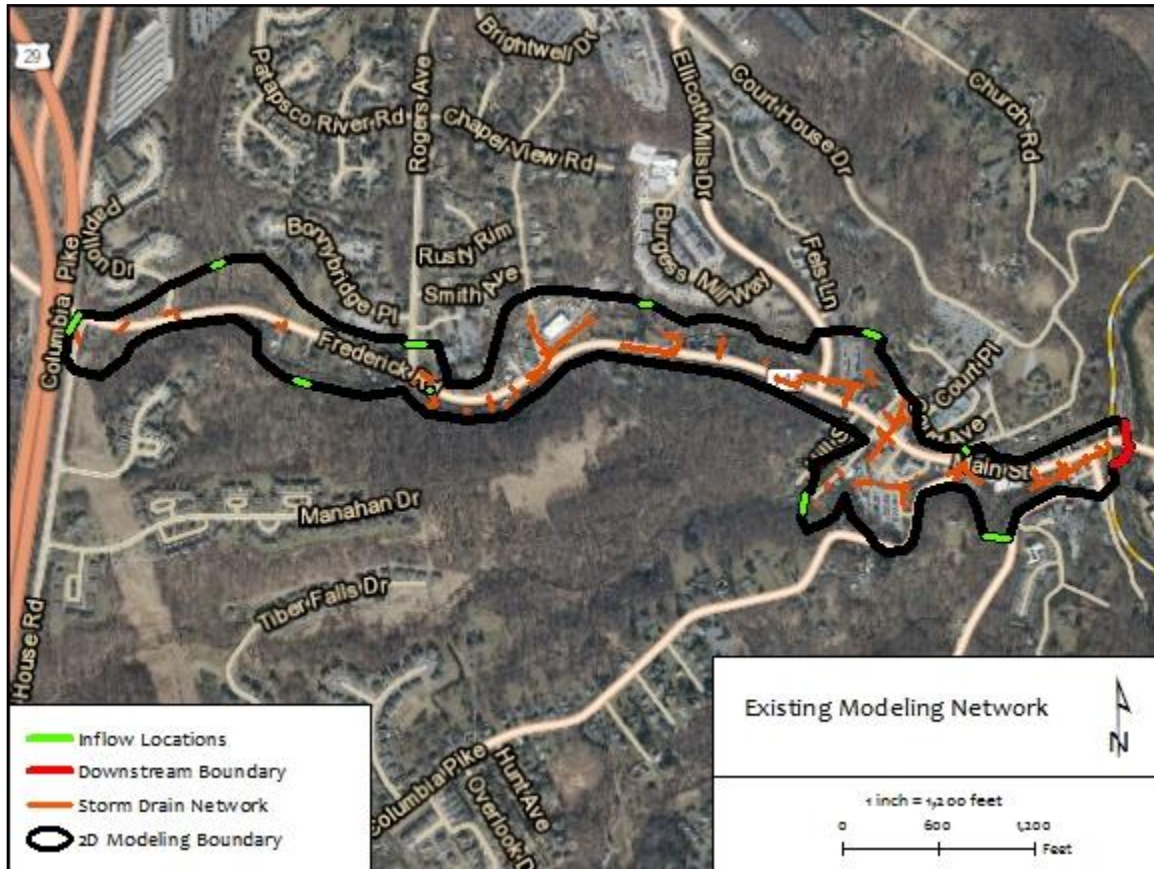 29
Brightwell Dr
Patapsco River Rd
Rogers Ave
Chapel View Rd
Ellicott Mills Dr
Court House Dr
Church Rd
Papillon Dr
Columbia Pike
Bonnybridge Pl
Rusty Rim
Smith Ave
Burgess Mill Way
Fels Ln
Frederick Rd
Court Pl
Ave
Main St
Manahan Dr
Tiber Falls Dr
House Rd
Columbia Pike
Hunt Ave
Overlook D
Inflow Locations
Downstream Boundary
Storm Drain Network
2D Modeling Boundary
Existing Modeling Network
N
1 inch = 1,200 feet
0 600 1,200
Feet